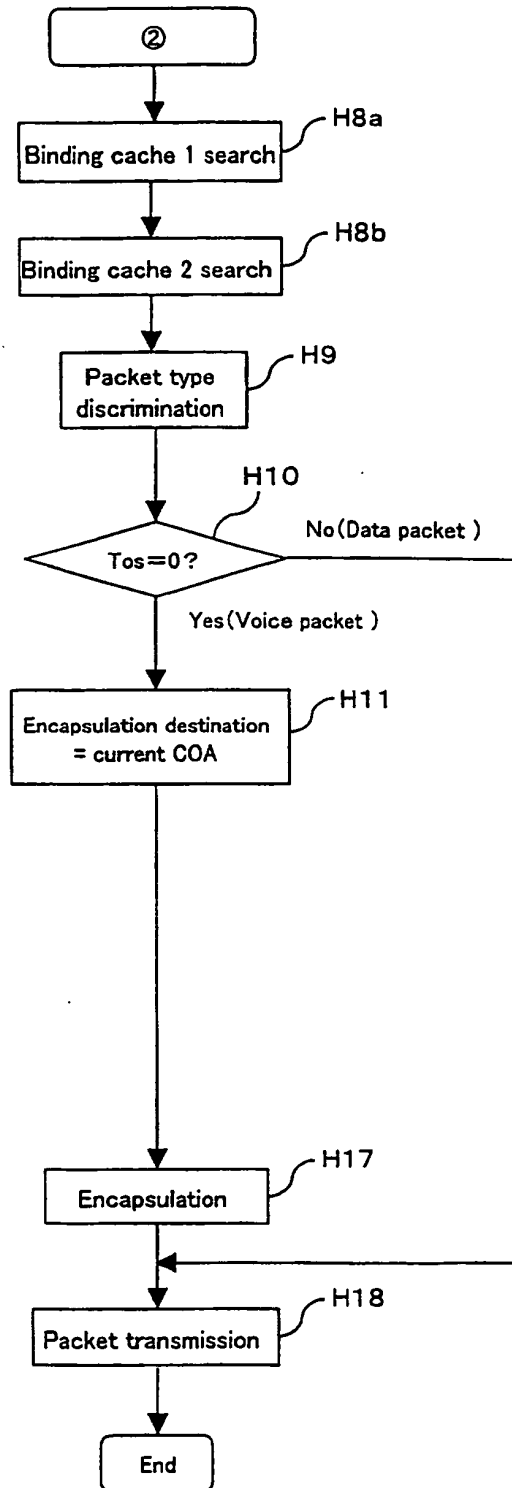 ②
H8a
Binding cache 1 search
H8b
Binding cache 2 search
H9
Packet type
discrimination
H10
No(Data packet )
Tos=0?
Yes(Voice packet )
H11
Encapsulation destination
= current COA
H17
Encapsulation
H18
Packet transmission
End